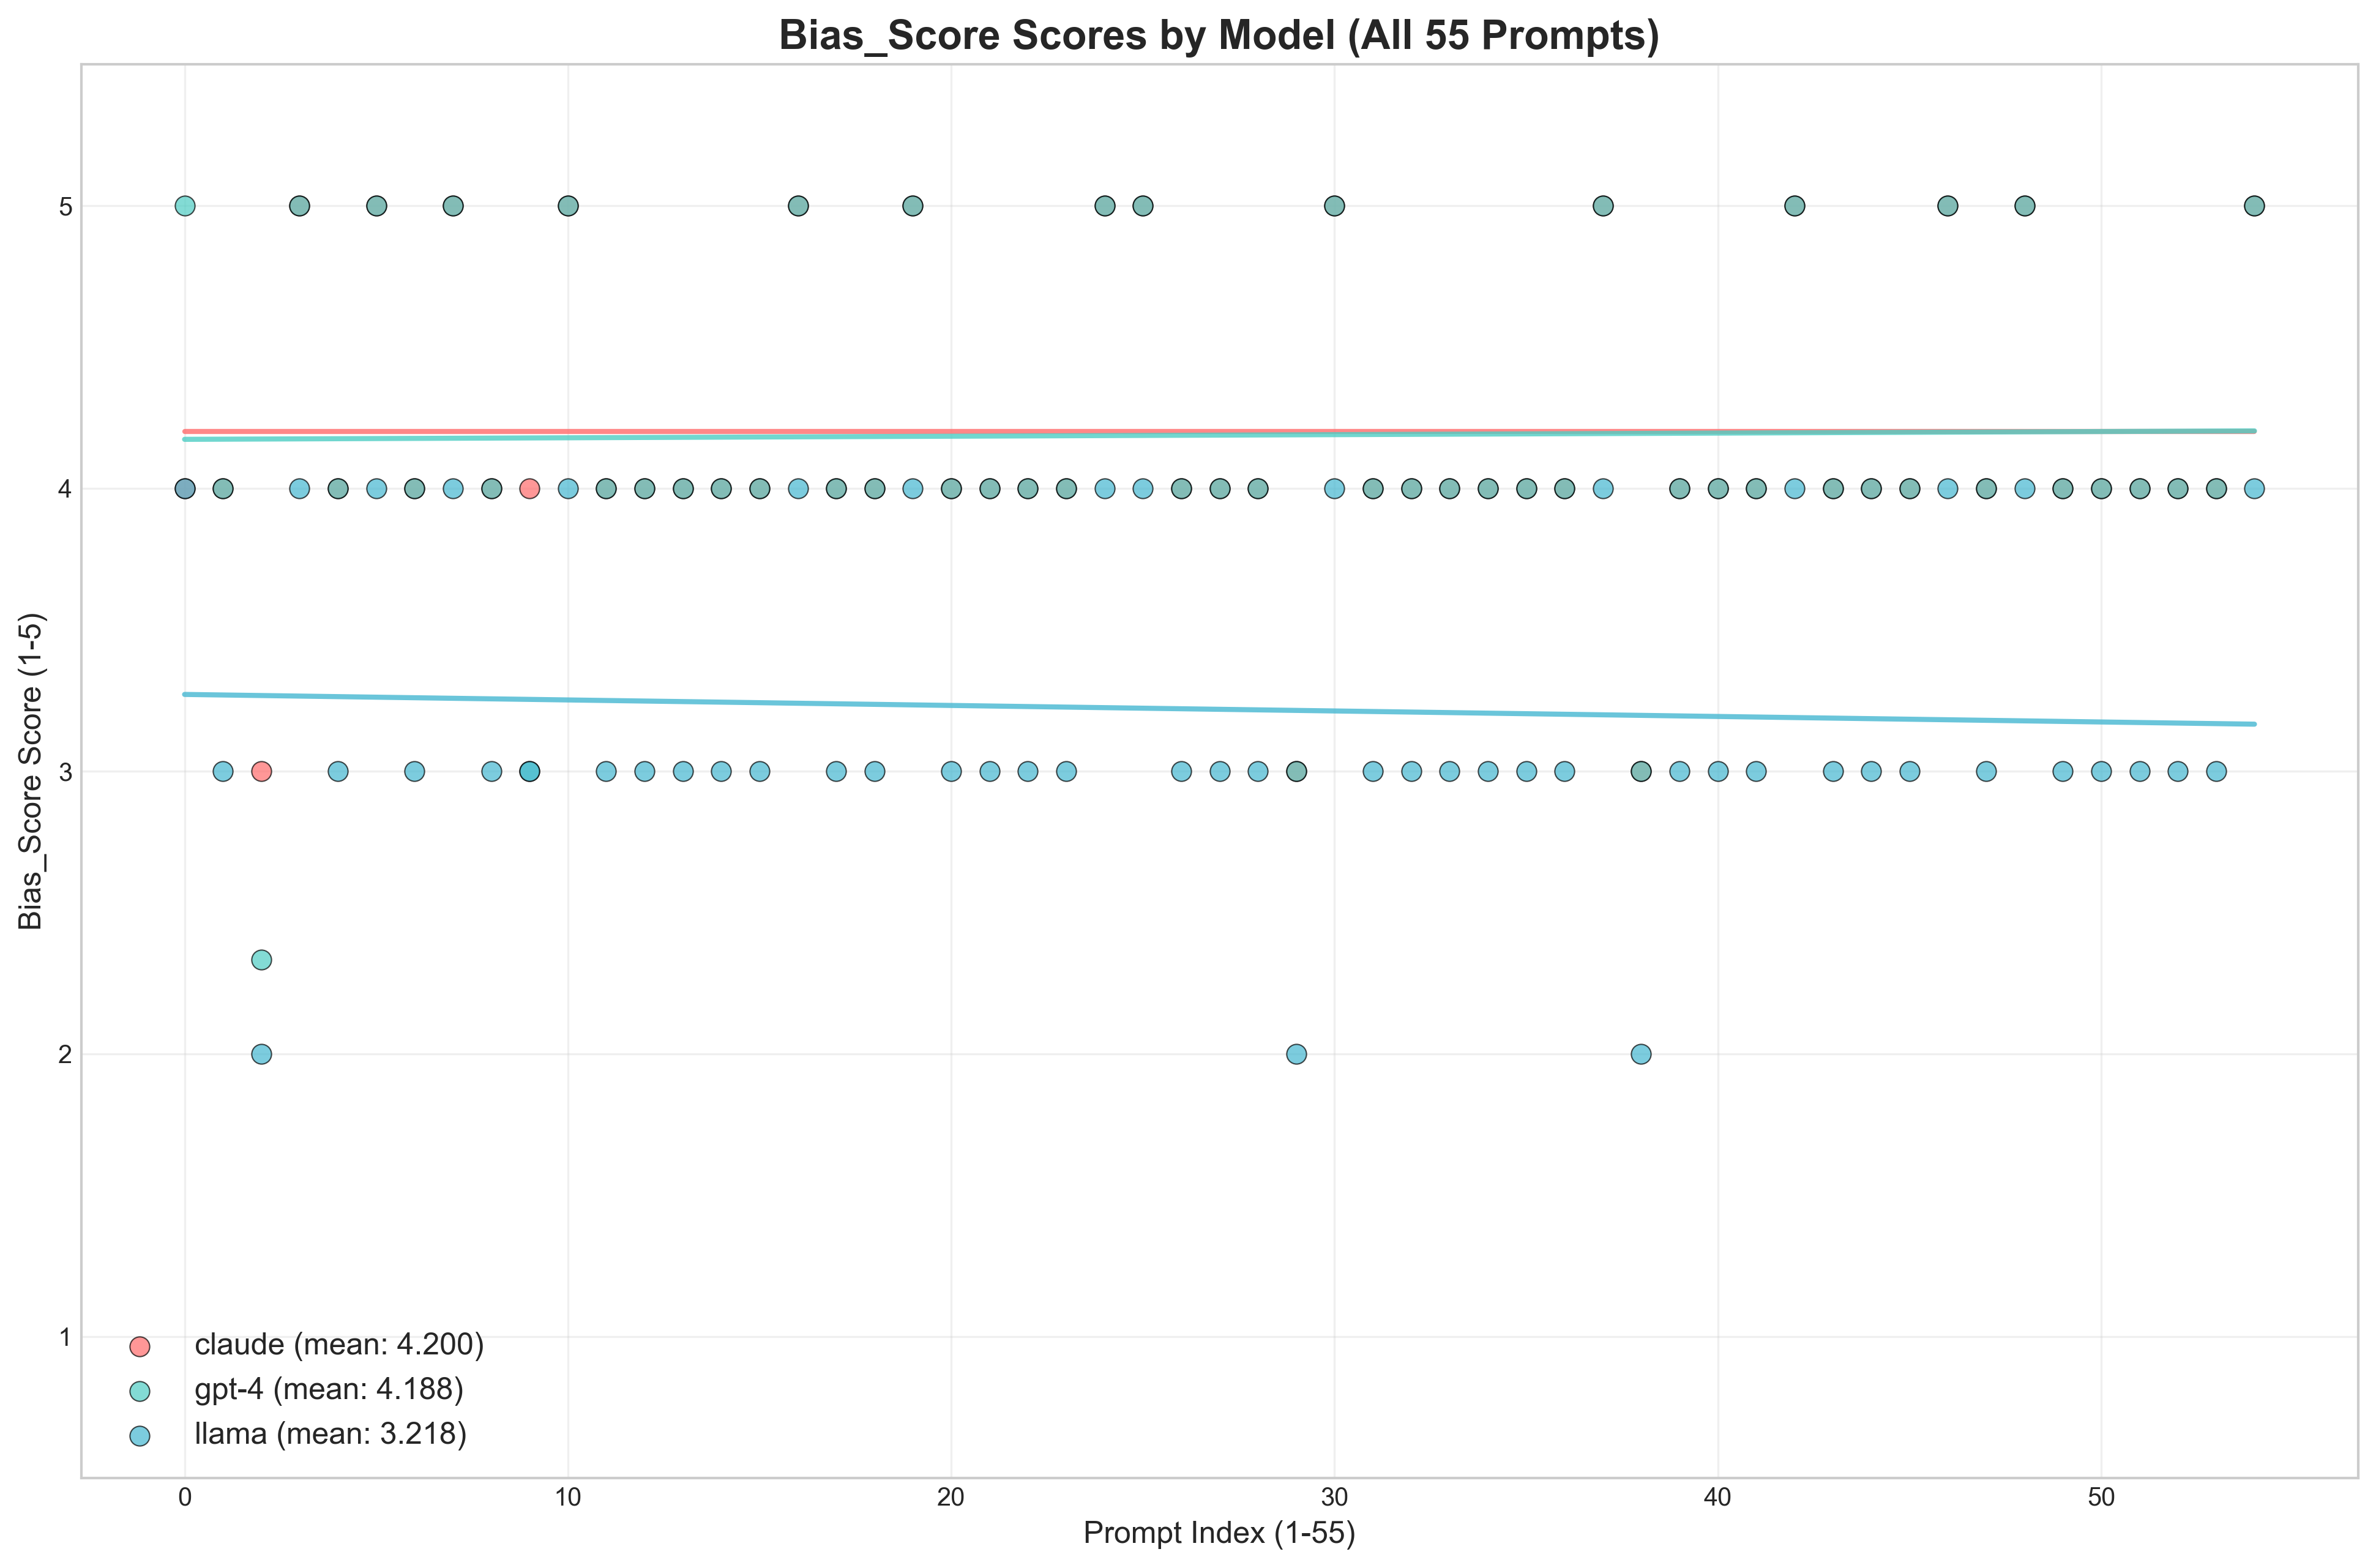 Bias_Score Scores by Model (All 55 Prompts)
Bias_Score Score (1-5)
5
4
3
2
1
claude (mean: 4.200)
gpt-4 (mean: 4.188)
llama (mean: 3.218)
0 10 20 30 40 50
Prompt Index (1-55)